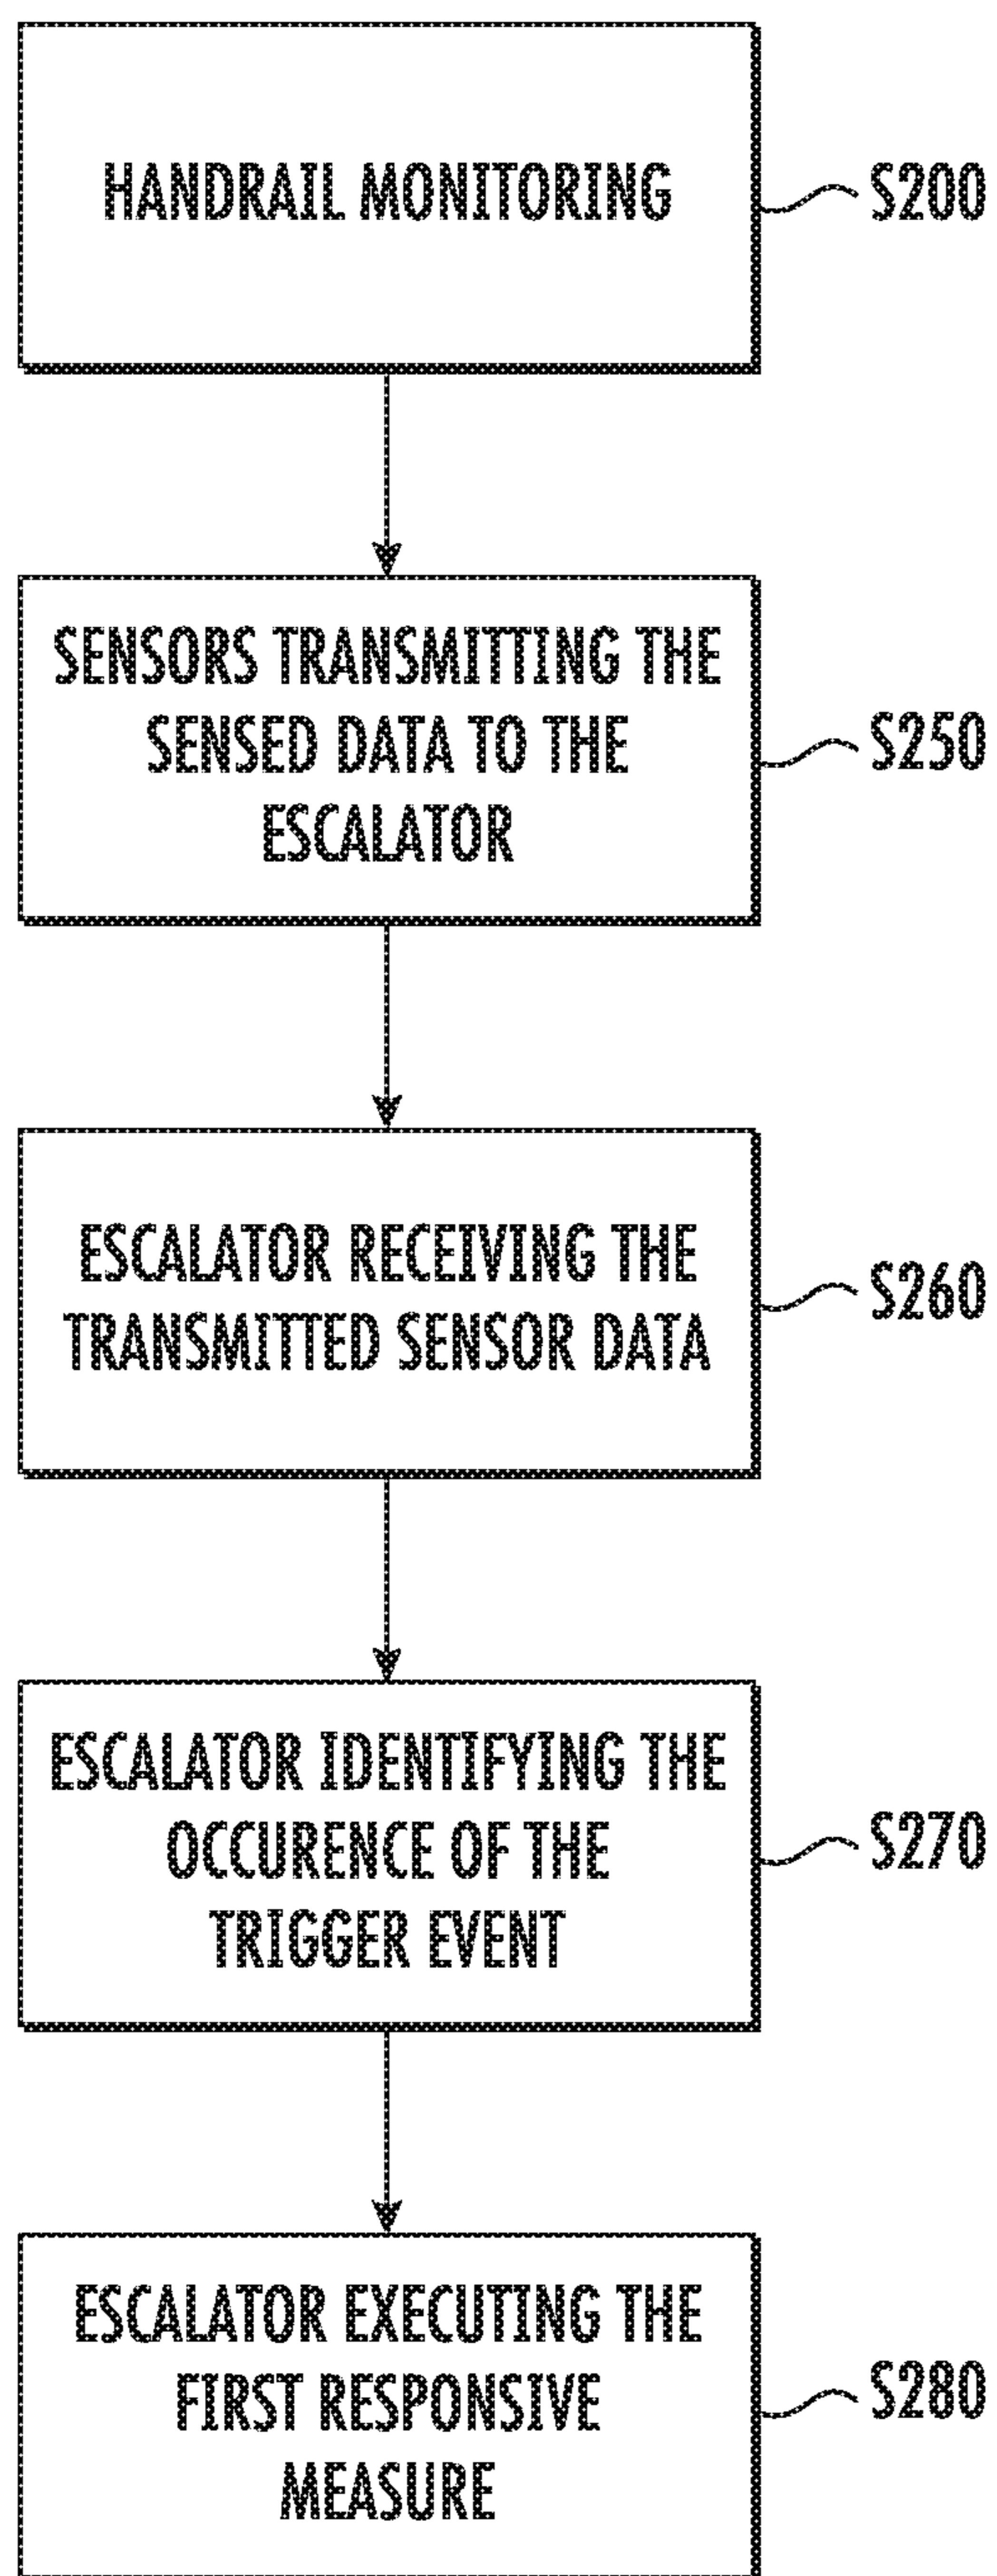 HANDRAIL MONITORING
S200
SENSORS TRANSMITTING THE
SENSED DATA TO THE
ESCALATOR
S250
ESCALATOR RECEIVING THE
TRANSMITTED SENSOR DATA
S260
ESCALATOR IDENTIFYING THE
OCCURENCE OF THE
TRIGGER EVENT
S270
ESCALATOR EXECUTING THE
FIRST RESPONSIVE
MEASURE
S280